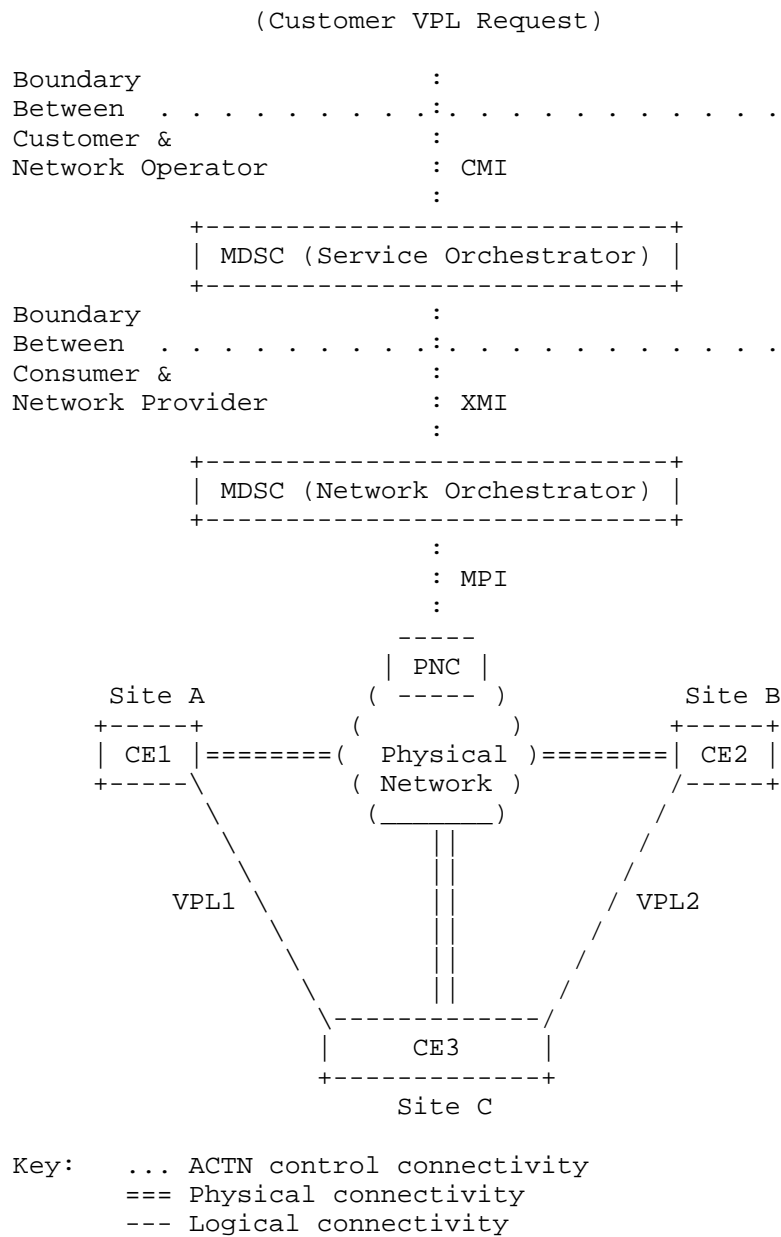 (Customer VPL Request)
Boundary :
Between . . . . . . . . .:. . . . . . . . . . .
Customer & :
Network Operator : CMI
:
+-----------------------------+
| MDSC (Service Orchestrator) |
+-----------------------------+
Boundary :
Between . . . . . . . . .:. . . . . . . . . . .
Consumer & :
Network Provider : XMI
:
+-----------------------------+
| MDSC (Network Orchestrator) |
+-----------------------------+
:
: MPI
:
-----
| PNC |
Site A ( ----- ) Site B
+-----+ ( ) +-----+
| CE1 |========( Physical )========| CE2 |
+-----\ ( Network ) /-----+
\ (_______) /
\ || /
\ || /
VPL1 \ || / VPL2
\ || /
\ || /
\ || /
\-------------/
| CE3 |
+-------------+
Site C
Key: ... ACTN control connectivity
=== Physical connectivity
--- Logical connectivity